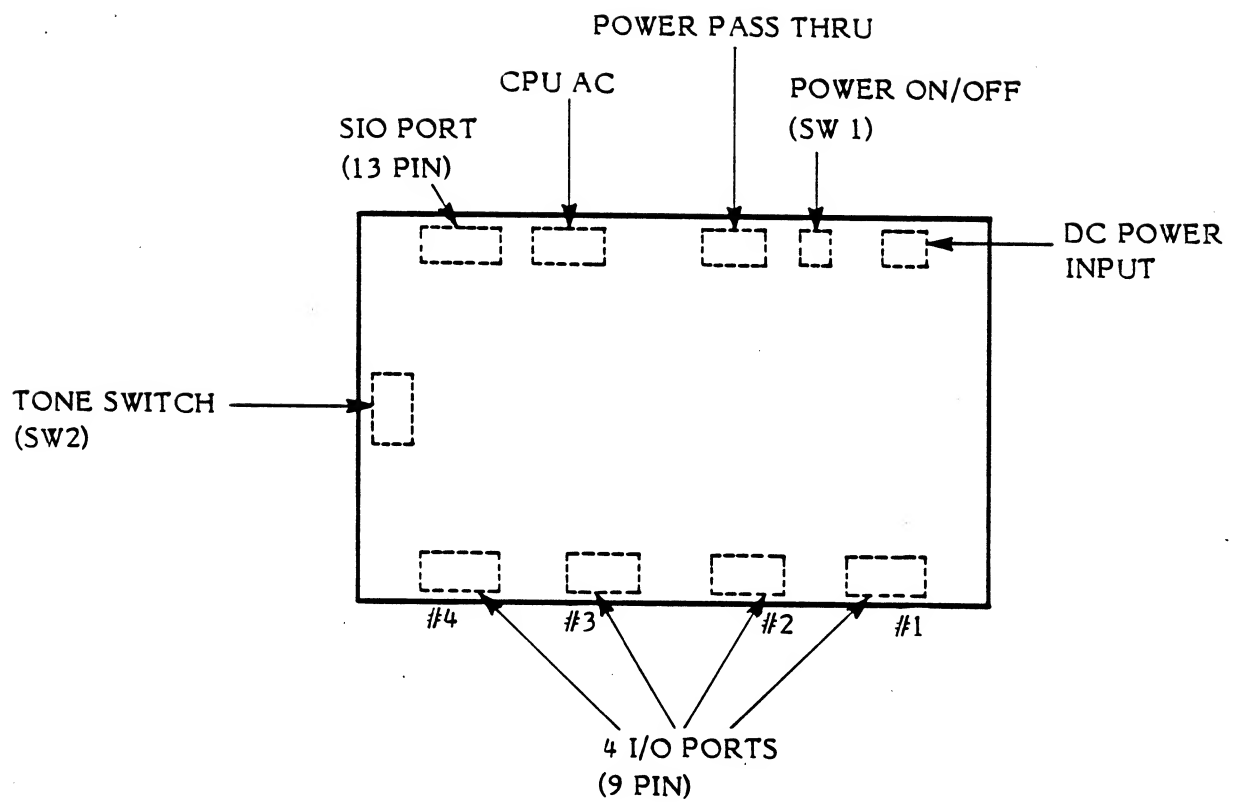 POWER PASS THRU
CPU AC
POWER ON/OFF
(SW 1)
SIO PORT
(13 PIN)
DC POWER
INPUT
TONE SWITCH
(SW2)
#4
#3
#2
#1
4 I/O PORTS
(9 PIN)